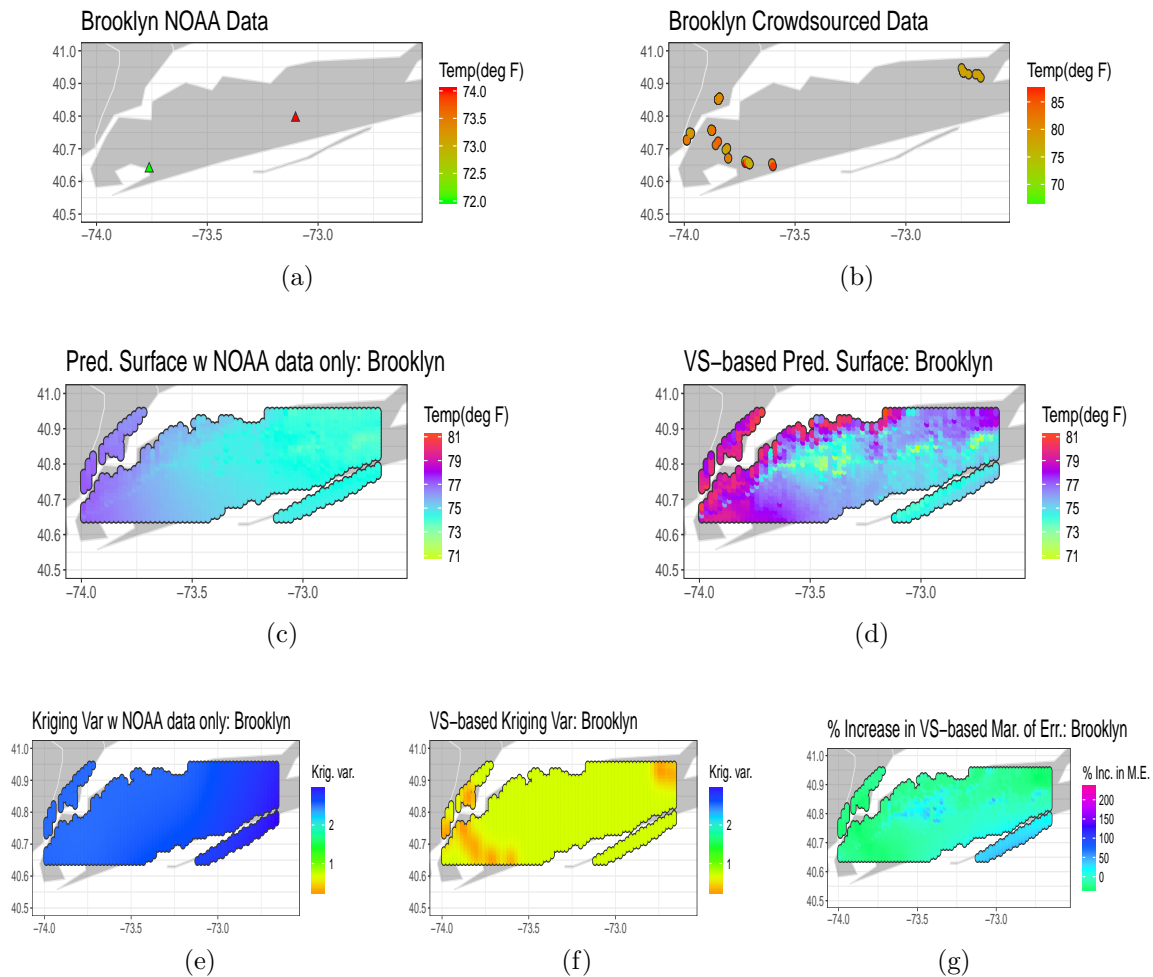 Brooklyn NOAA Data
41.0
40.9
40.8
40.7
40.6
40.5
−74.0 −73.5 −73.0
Temp(deg F)
74.0
73.5
73.0
72.5
72.0
(a)
Brooklyn Crowdsourced Data
41.0
40.9
40.8
40.7
40.6
40.5
−74.0 −73.5 −73.0
Temp(deg F)
85
80
75
70
(b)
Pred. Surface w NOAA data only: Brooklyn
41.0
40.9
40.8
40.7
40.6
40.5
−74.0 −73.5 −73.0
Temp(deg F)
81
79
77
75
73
71
(c)
VS−based Pred. Surface: Brooklyn
41.0
40.9
40.8
40.7
40.6
40.5
−74.0 −73.5 −73.0
Temp(deg F)
81
79
77
75
73
71
(d)
Kriging Var w NOAA data only: Brooklyn
41.0
40.9
40.8
40.7
40.6
40.5
−74.0 −73.5 −73.0
Krig. var.
2
1
(e)
VS−based Kriging Var: Brooklyn
41.0
40.9
40.8
40.7
40.6
40.5
−74.0 −73.5 −73.0
Krig. var.
2
1
(f)
% Increase in VS−based Mar. of Err.: Brooklyn
41.0
40.9
40.8
40.7
40.6
40.5
−74.0 −73.5 −73.0
% Inc. in M.E.
200
150
100
50
0
(g)